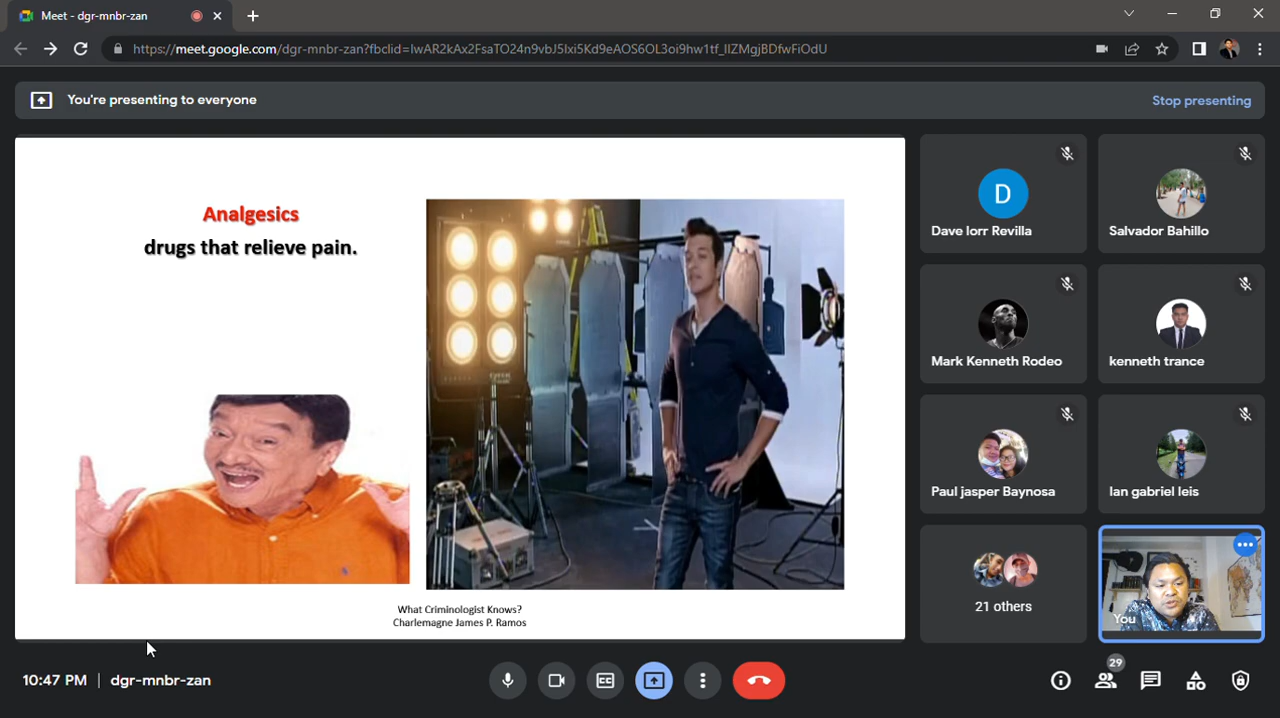 Meet - dgr-mnbr-zan
https://meet.google.com/dgr-mnbr-zan?fbclid=IwAR2kAx2FsaTO24n9vbJ5Ixi5Kd9eAOS6OL3oi9hw1tf_IIZMgjBDfwFiOdU
You're presenting to everyone
Stop presenting
Analgesics
drugs that relieve pain.
What Criminologist Knows?
Charlemagne James P. Ramos
Dave lorr Revilla
Salvador Bahillo
Mark Kenneth Rodeo
kenneth trance
Paul jasper Baynosa
Ian gabriel leis
21 others
You
D
10:47 PM | dgr-mnbr-zan
29